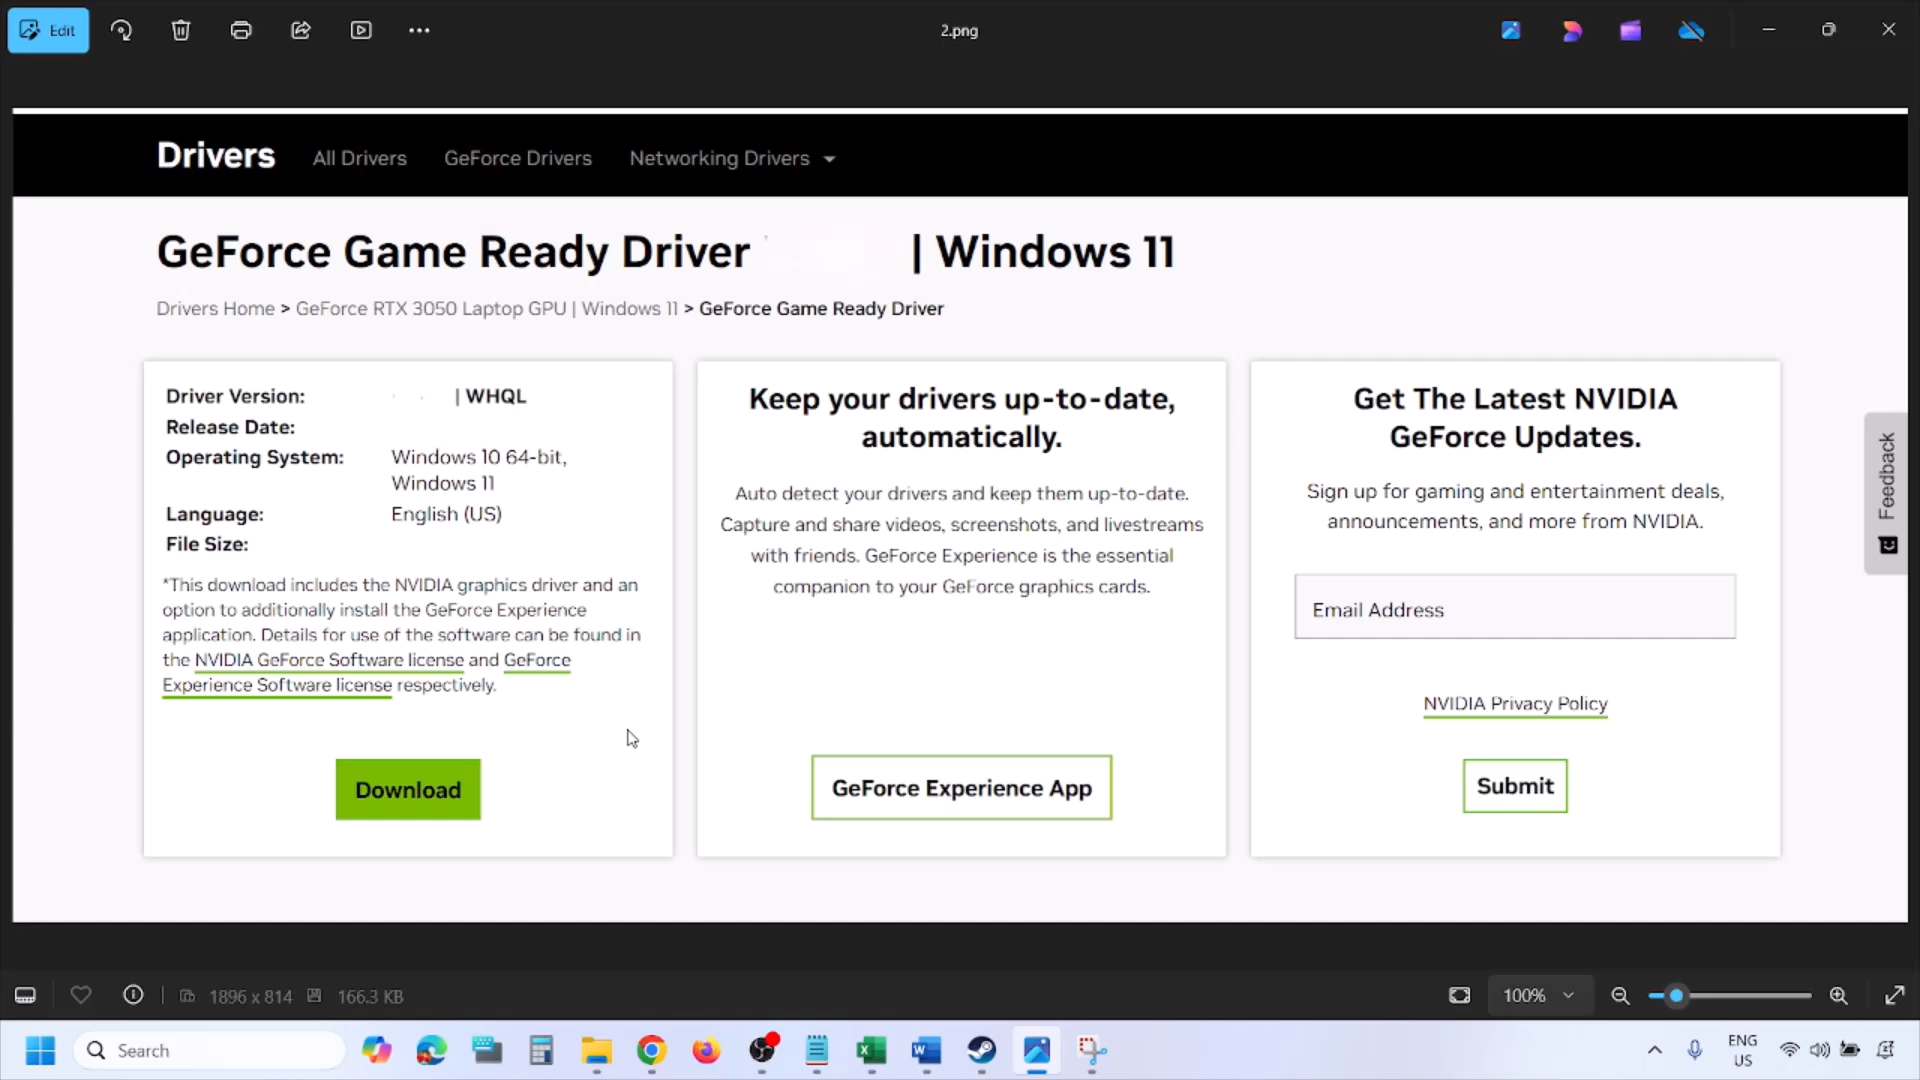 Edit
2.png
Drivers All Drivers GeForce Drivers Networking Drivers
GeForce Game Ready Driver | Windows 11
Drivers Home > GeForce RTX 3050 Laptop GPU | Windows 11 > GeForce Game Ready Driver
Driver Version: | WHQL
Release Date:
Operating System: Windows 10 64-bit,
Windows 11
Language: English (US)
File Size:
*This download includes the NVIDIA graphics driver and an
option to additionally install the GeForce Experience
application. Details for use of the software can be found in
the NVIDIA GeForce Software license and GeForce
Experience Software license respectively.
Download
Keep your drivers up-to-date,
automatically.
Auto detect your drivers and keep them up-to-date.
Capture and share videos, screenshots, and livestreams
with friends. GeForce Experience is the essential
companion to your GeForce graphics cards.
GeForce Experience App
Get The Latest NVIDIA
GeForce Updates.
Sign up for gaming and entertainment deals,
announcements, and more from NVIDIA.
Email Address
NVIDIA Privacy Policy
Submit
Feedback
1896 x 814 166.3 KB
100%
Search
ENG
US